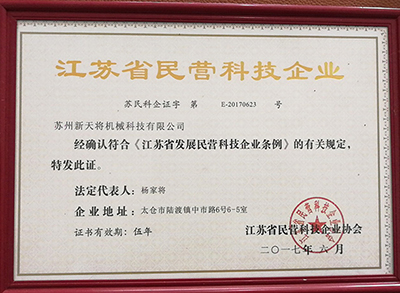 江苏省民营科技企业
苏民科企证字 第 E-20170623 号
苏州新天将机械科技有限公司
经确认符合《江苏省发展民营科技企业条例》的有关规定，
特发此证。
法定代表人：杨家将
企业地址：太仓市陆渡镇中市路6号6-5室
证书有效期：伍年
江苏省民营科技企业协会
二〇一七年 六 月